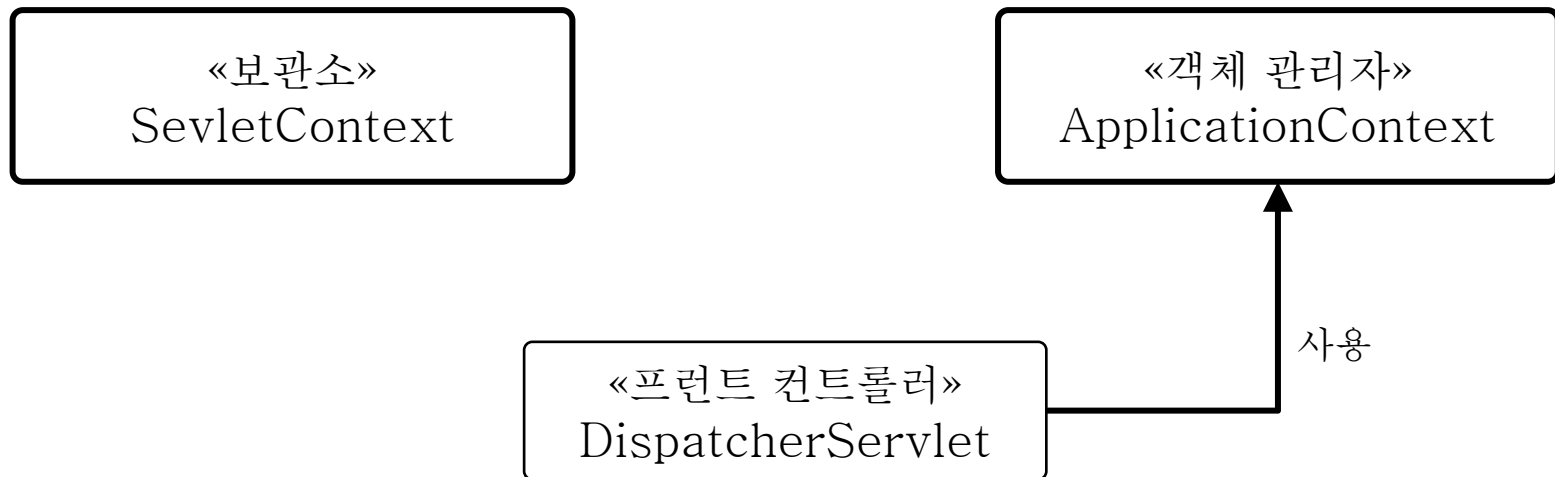 «보관소»
SevletContext
«객체 관리자»
ApplicationContext
사용
«프런트 컨트롤러»
DispatcherServlet